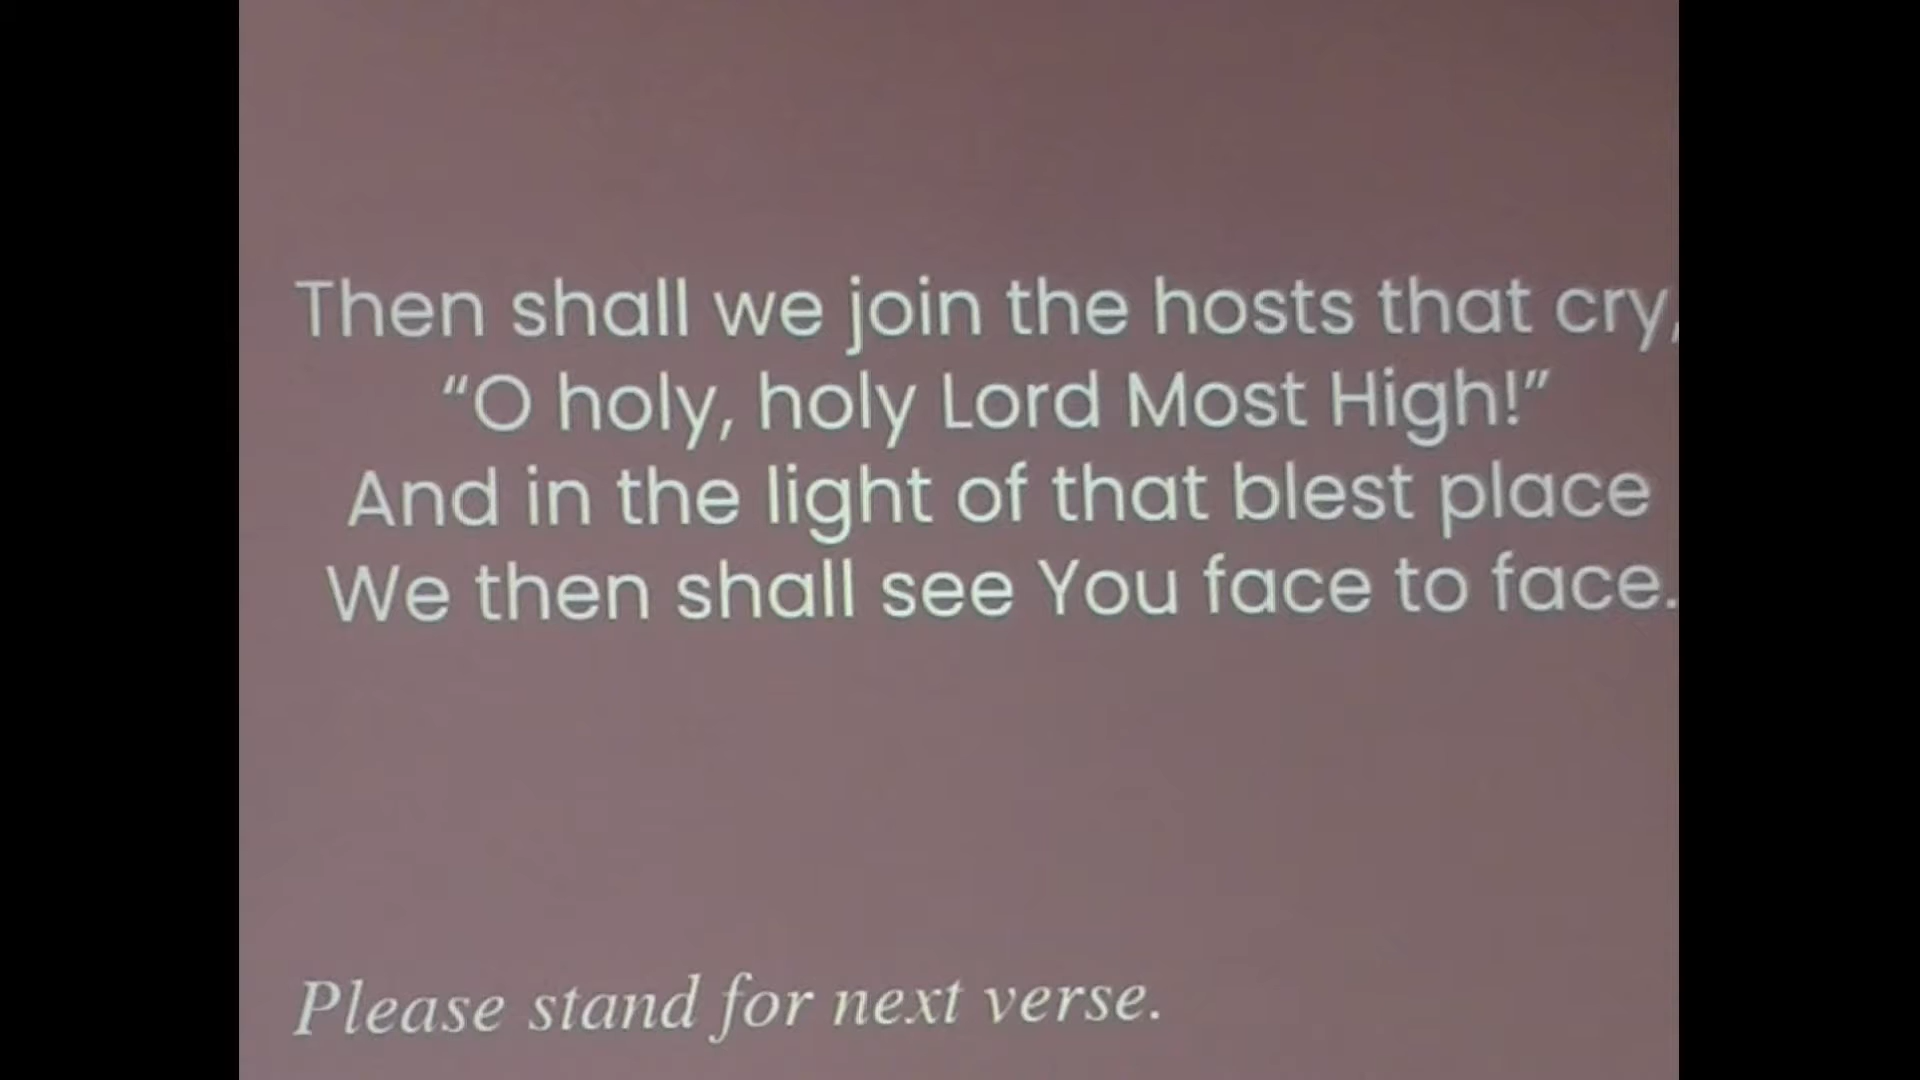 Then shall we join the hosts that cry,
“O holy, holy Lord Most High!”
And in the light of that blest place
We then shall see You face to face.
Please stand for next verse.